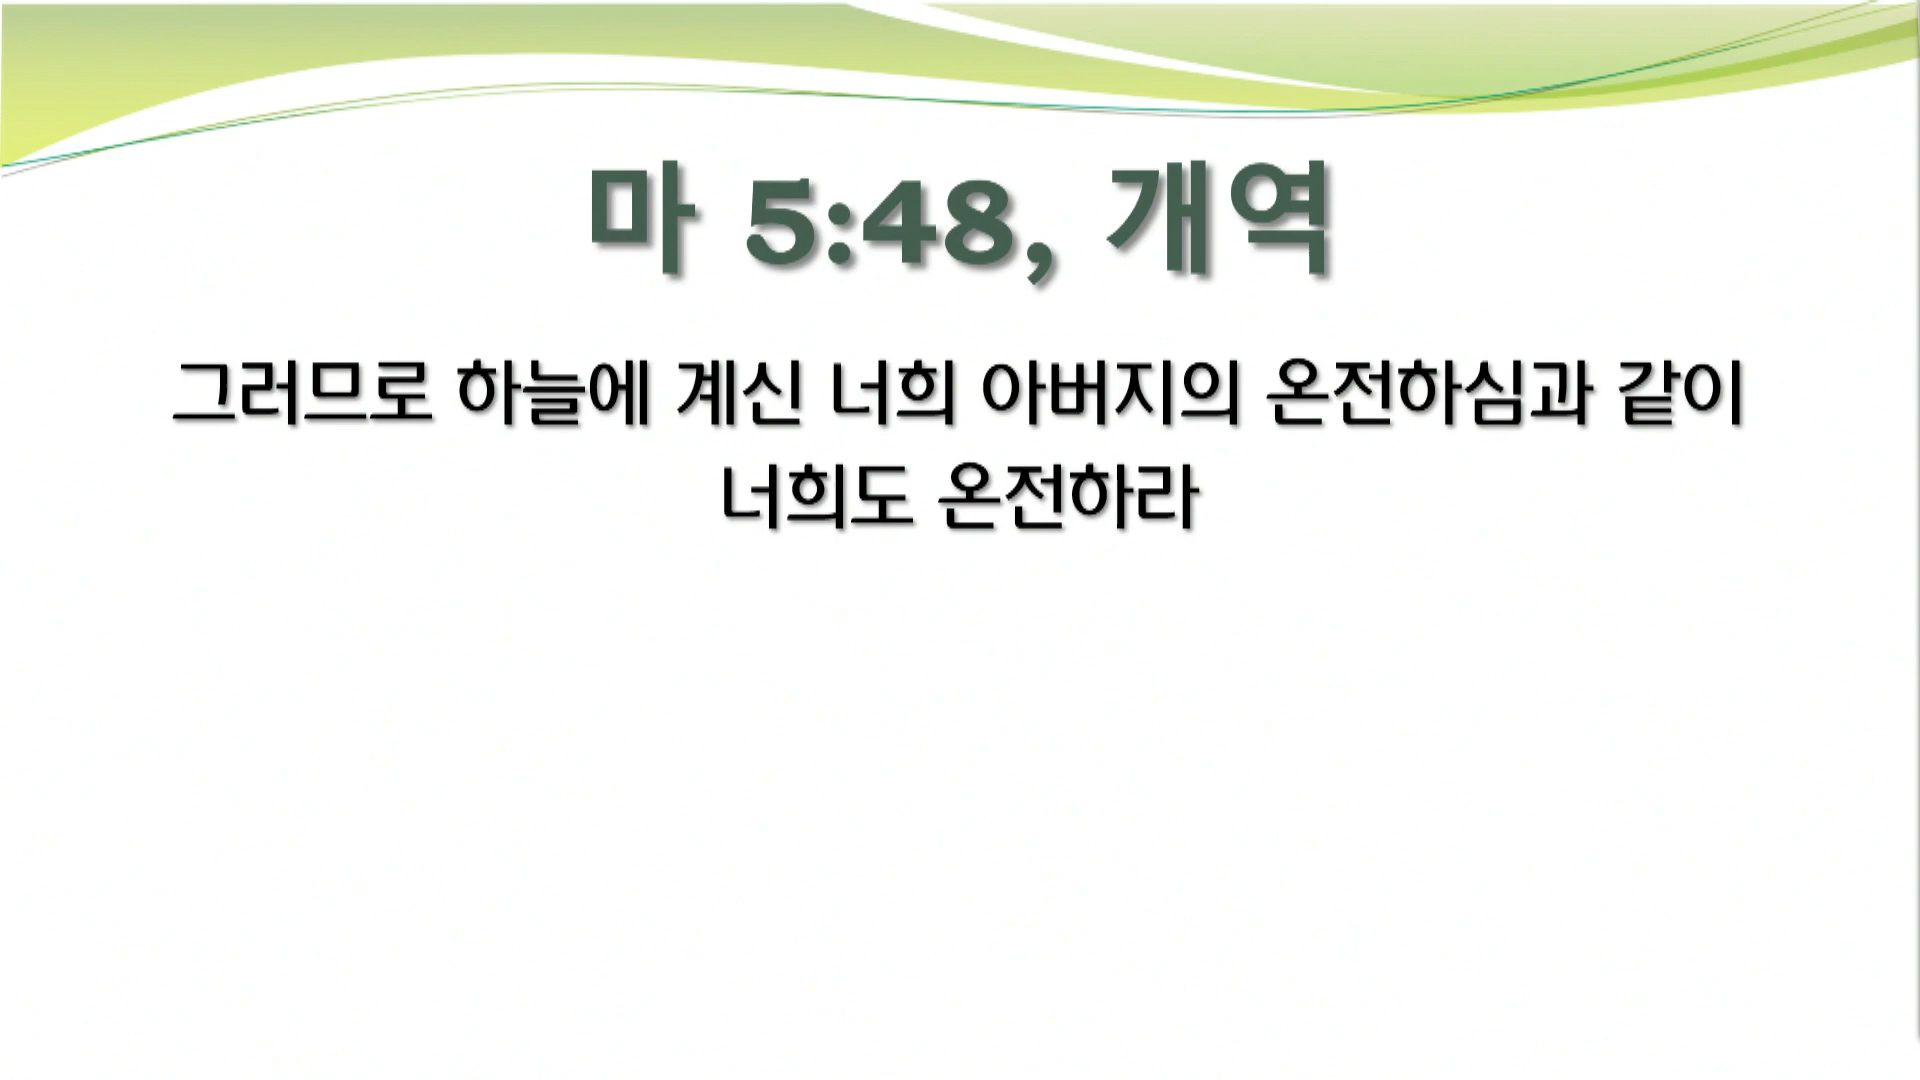 마 5:48, 개역
그러므로 하늘에 계신 너희 아버지의 온전하심과 같이
너희도 온전하라